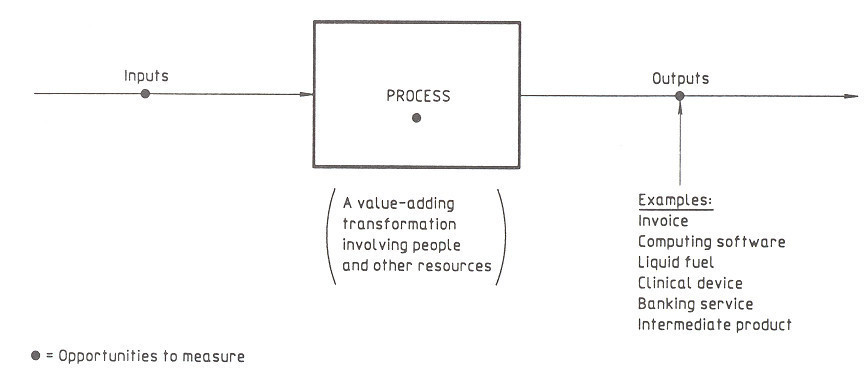 Inputs
PROCESS
Outputs
A value-adding
transformation
involving people
and other resources
Examples:
Invoice
Computing software
Liquid fuel
Clinical device
Banking service
Intermediate product
● = Opportunities to measure